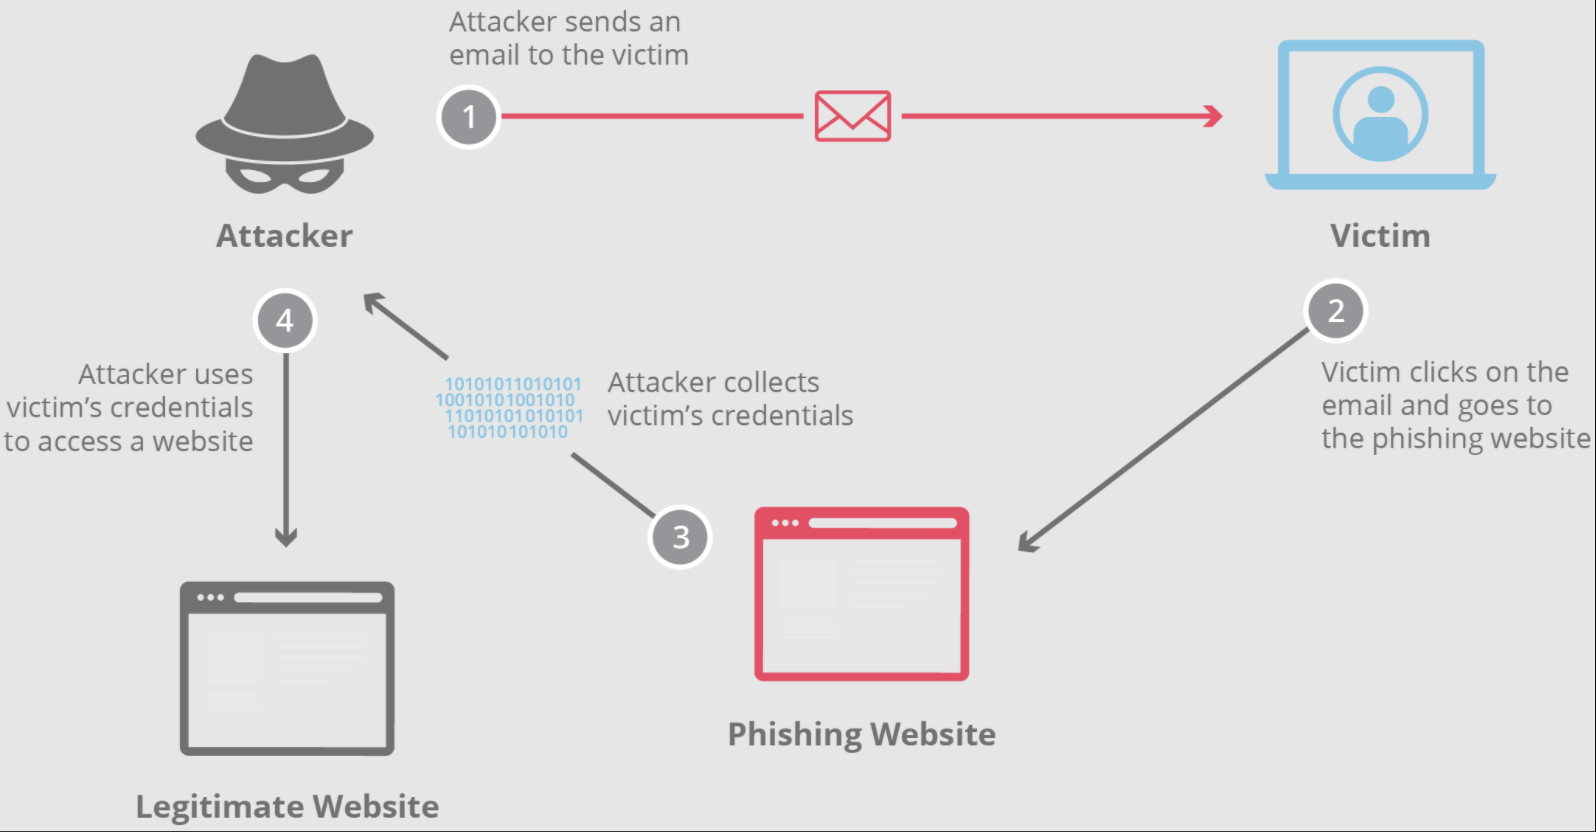 Attacker sends an
email to the victim
1
Attacker
Victim
2
Victim clicks on the
email and goes to
the phishing website
4
Attacker uses
victim’s credentials
to access a website
10101011010101
10010101001010
11010101010101
101010101010
Attacker collects
victim’s credentials
3
Phishing Website
Legitimate Website